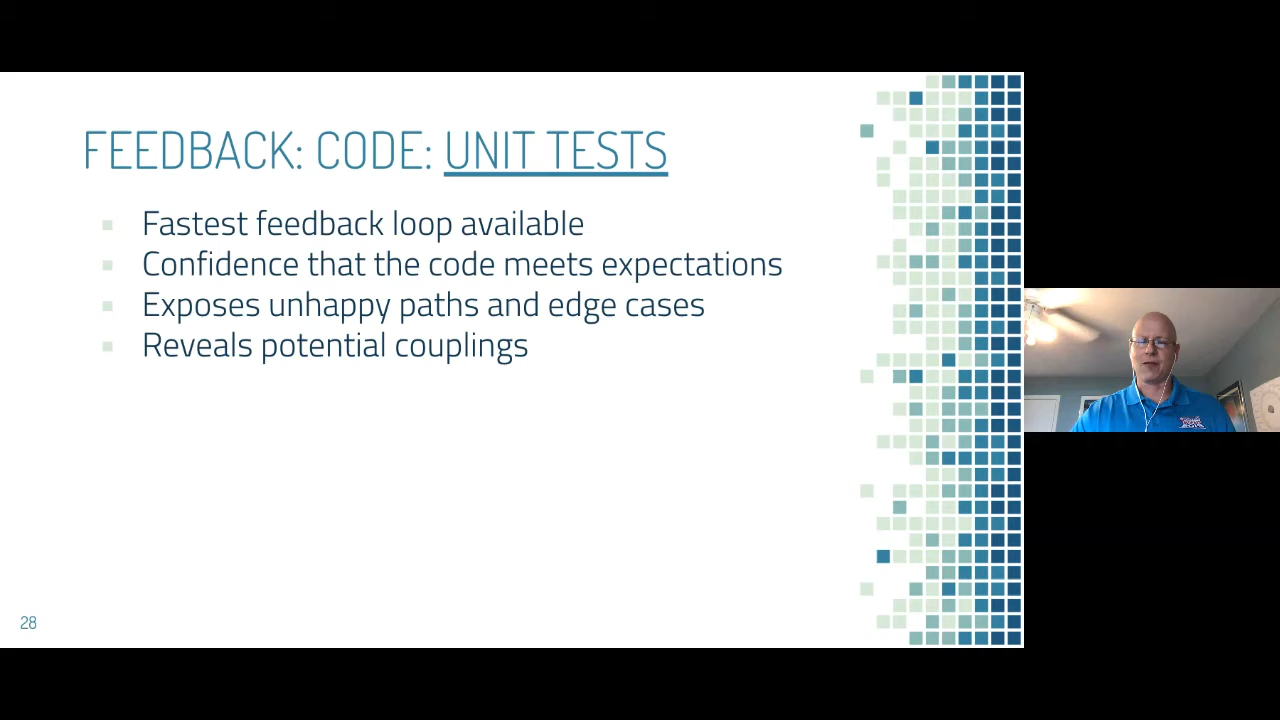 FEEDBACK: CODE: UNIT TESTS
Fastest feedback loop available
Confidence that the code meets expectations
Exposes unhappy paths and edge cases
Reveals potential couplings
28